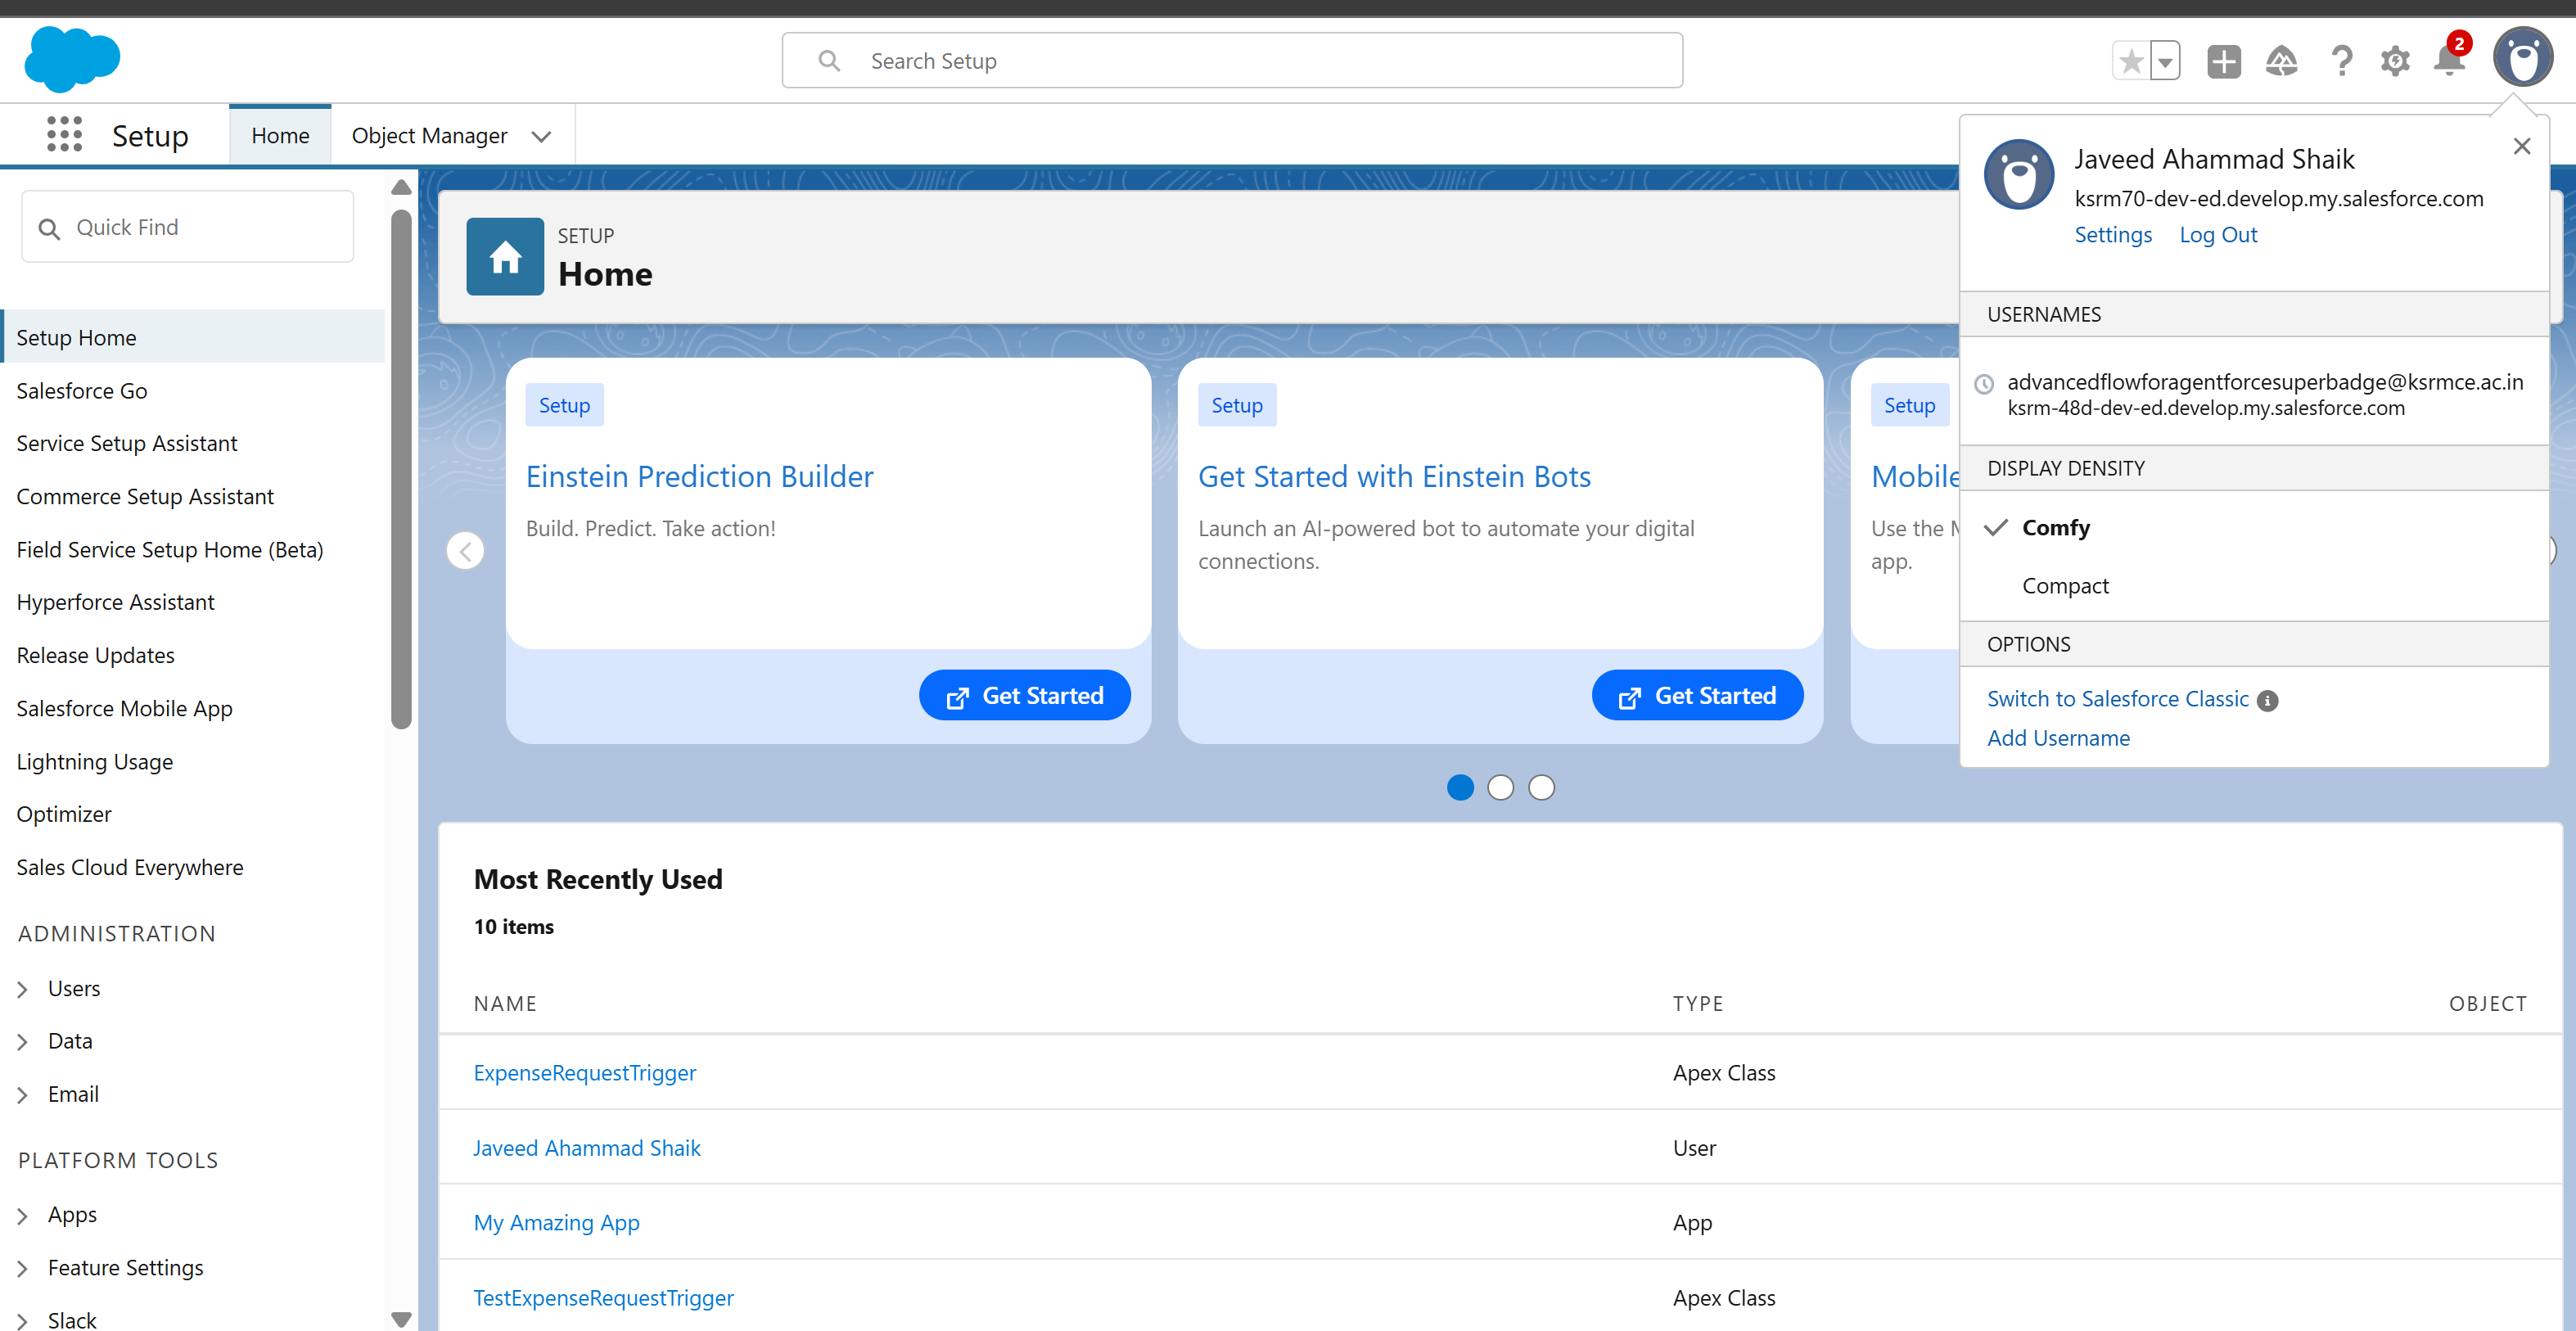 Search Setup
2
Setup
Home
Object Manager
Quick Find
Setup Home
Salesforce Go
Service Setup Assistant
Commerce Setup Assistant
Field Service Setup Home (Beta)
Hyperforce Assistant
Release Updates
Salesforce Mobile App
Lightning Usage
Optimizer
Sales Cloud Everywhere
ADMINISTRATION
Users
Data
Email
PLATFORM TOOLS
Apps
Feature Settings
Slack
SETUP
Home
Setup
Einstein Prediction Builder
Build. Predict. Take action!
Get Started
Setup
Get Started with Einstein Bots
Launch an AI-powered bot to automate your digital
connections.
Get Started
Setup
Mobile
Use the
app.
Javeed Ahammad Shaik
ksrm70-dev-ed.develop.my.salesforce.com
Settings Log Out
USERNAMES
advancedflowforagentforcesuperbadge@ksrmce.ac.in
ksrm-48d-dev-ed.develop.my.salesforce.com
DISPLAY DENSITY
Comfy
Compact
OPTIONS
Switch to Salesforce Classic
Add Username
Most Recently Used
10 items
NAME TYPE OBJECT
ExpenseRequestTrigger Apex Class
Javeed Ahammad Shaik User
My Amazing App App
TestExpenseRequestTrigger Apex Class